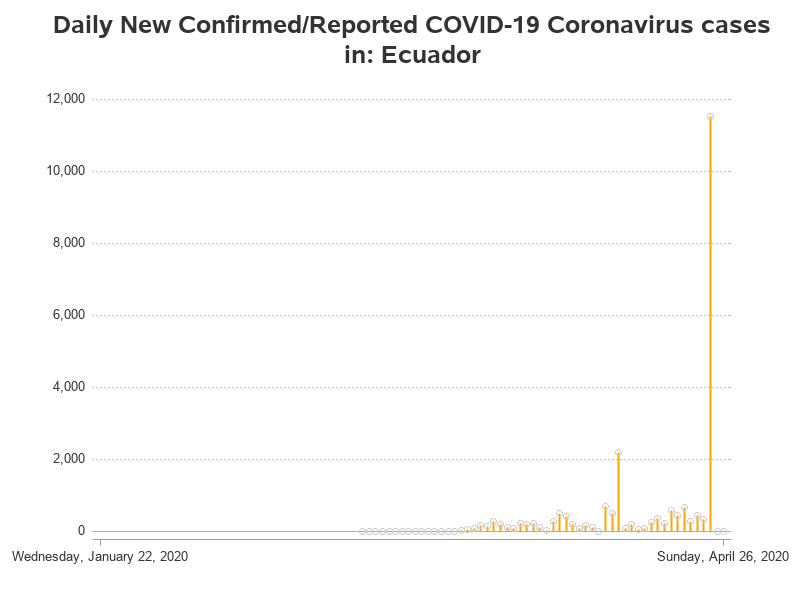 Daily New Confirmed/Reported COVID-19 Coronavirus cases
in: Ecuador
12,000
10,000
8,000
6,000
4,000
2,000
0
Wednesday, January 22, 2020
Sunday, April 26, 2020